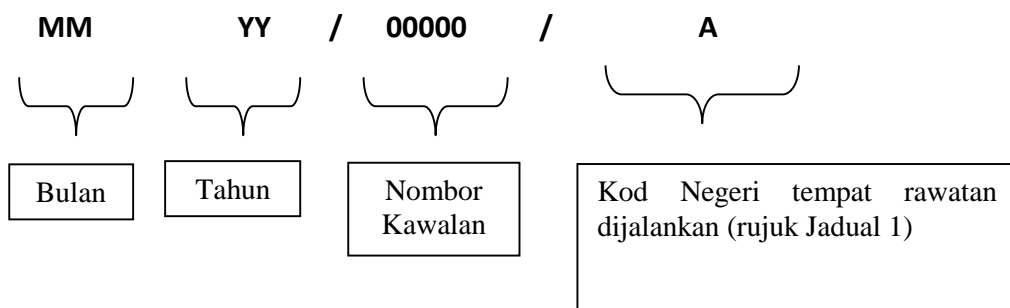 MM YY / 00000 / A
Bulan
Tahun
Nombor
Kawalan
Kod Negeri tempat rawatan
dijalankan (rujuk Jadual 1)